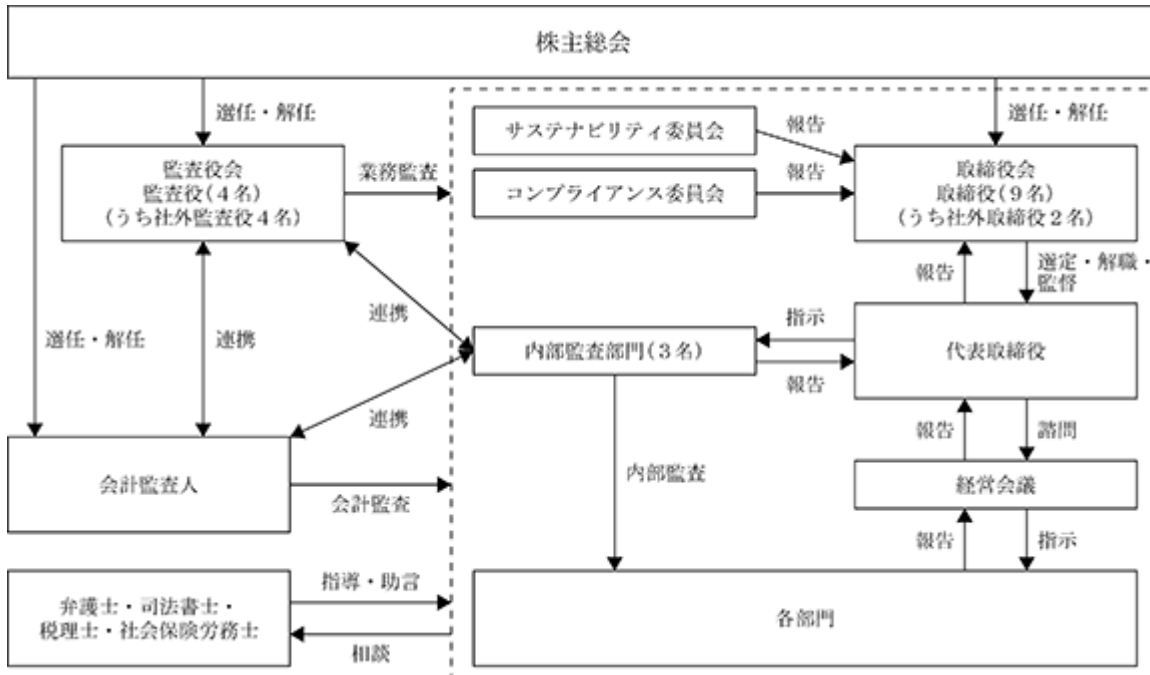 株主総会
選任・解任
選任・解任
サステナビリティ委員会
報告
監査役会
監査役(4名)
(うち社外監査役4名)
業務監査
コンプライアンス委員会
報告
取締役会
取締役(9名)
(うち社外取締役2名)
報告
選定・解職・
監督
選任・解任
連携
連携
内部監査部門(3名)
指示
報告
代表取締役
連携
報告
諮問
会計監査人
会計監査
内部監査
経営会議
報告
指示
弁護士・司法書士・
税理士・社会保険労務士
指導・助言
相談
各部門